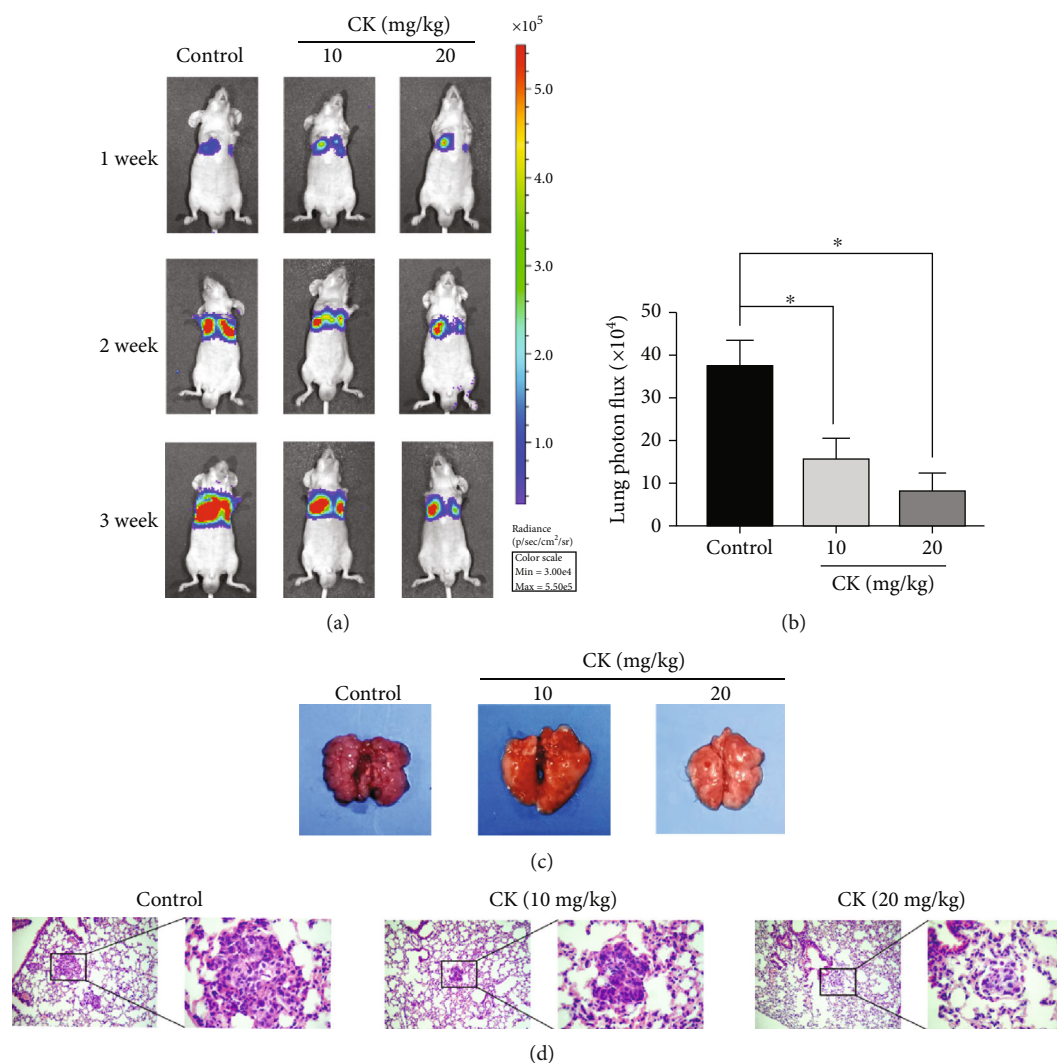 CK (mg/kg)
Control 10 20
×10⁵
5.0
4.0
3.0
2.0
1.0
1 week
2 week
3 week
Radiance
(p/sec/cm²/sr)
Color scale
Min = 3.00e4
Max = 5.50e5
(a)
Lung photon flux (×10⁴)
50
40
30
20
10
0
*
*
Control 10 20
CK (mg/kg)
(b)
CK (mg/kg)
Control 10 20
(c)
Control CK (10 mg/kg) CK (20 mg/kg)
(d)